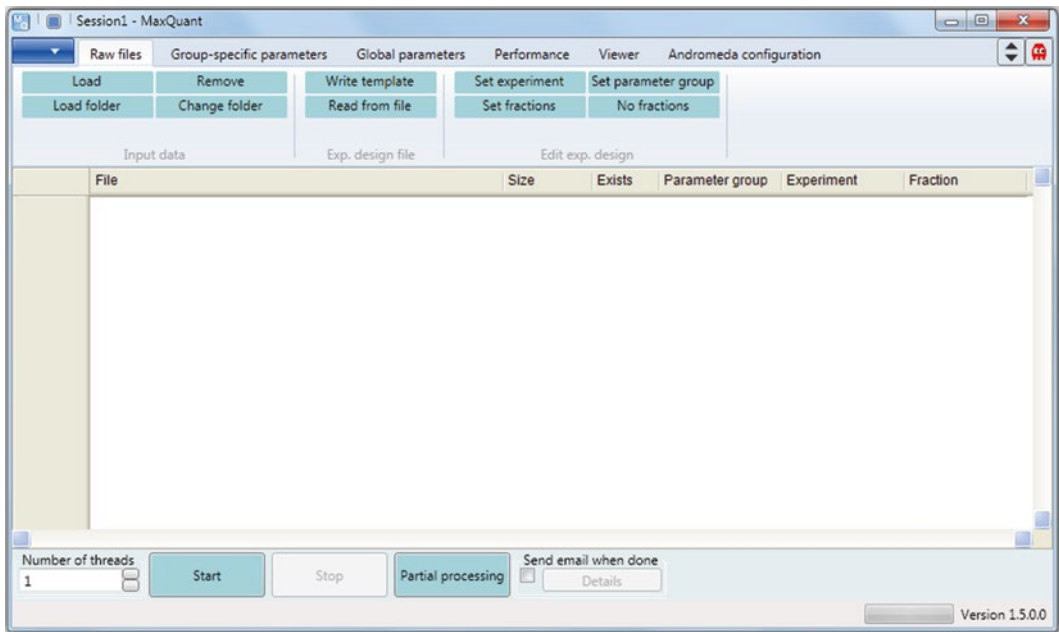 Session1 - MaxQuant
Raw files Group-specific parameters Global parameters Performance Viewer Andromeda configuration
Load Remove Write template Set experiment Set parameter group
Load folder Change folder Read from file Set fractions No fractions
Input data Exp. design file Edit exp. design
File Size Exists Parameter group Experiment Fraction
Number of threads Send email when done
1 Start Stop Partial processing Details
Version 1.5.0.0